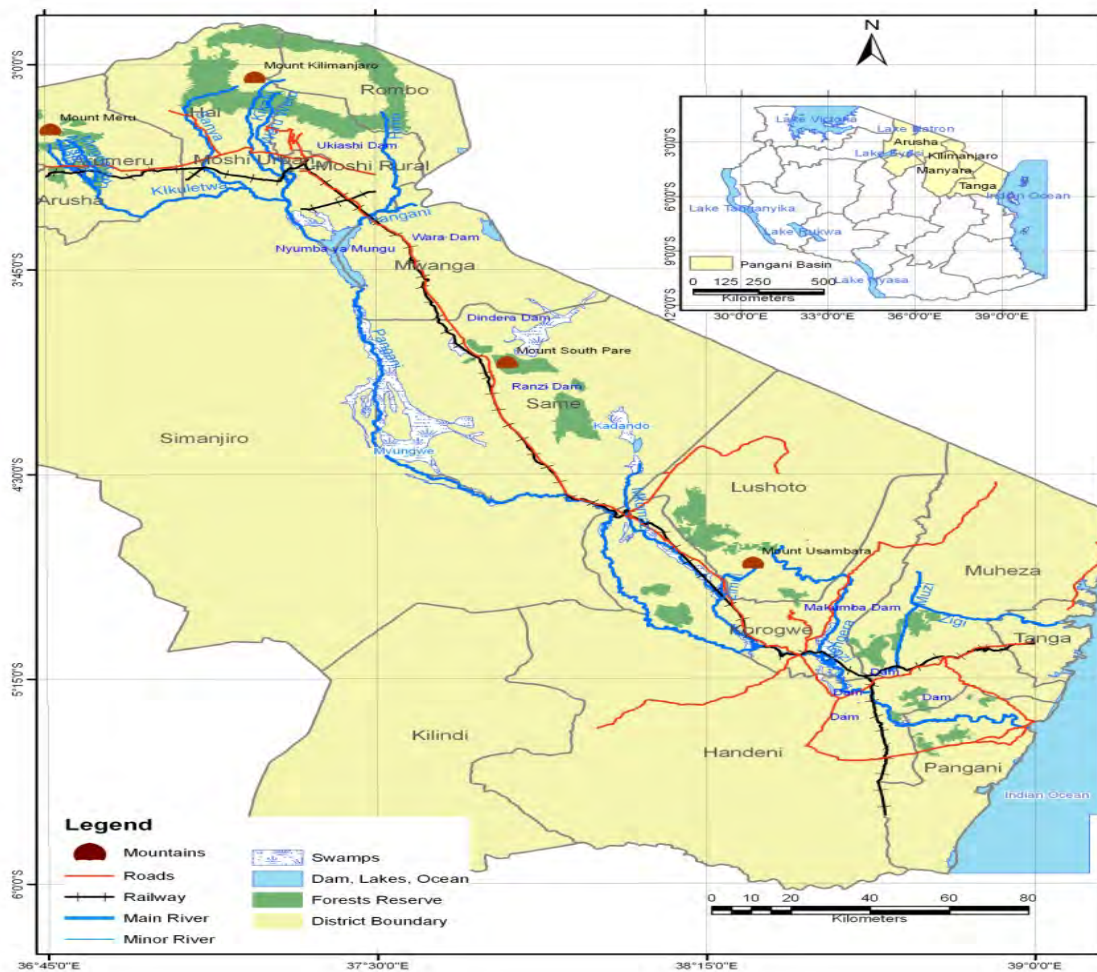 N
3°0'0"S
Mount Kilimanjaro
Rombo
Mount Meru
Hai
Ukiashi Dam
Moshi Rural
Arusha
Kikuletwa
Nyumba ya Mungu
Wara Dam
Mwanga
3°45'0"S
Dindera Dam
Pangani
Mount South Pare
Ranzi Dam
Same
Kadando
Simanjiro
Myungwe
4°30'0"S
Lushoto
Mount Usambara
Muheza
Muzi
Makumba Dam
Zigi
Korogwe
Tanga
5°15'0"S
Dam
Dam
Dam
Dam
Kilindi
Handeni
Pangani
Indian Ocean
6°0'0"S
Lake Victoria
Lake Natron
3°0'0"S
Arusha
Kilimanjaro
Manyara
Tanga
6°0'0"S
Indian Ocean
Lake Tanganyika
Lake Rukwa
9°0'0"S
Lake Nyasa
Pangani Basin
0 125 250 500
Kilometers
12°0'0"S
30°0'0"E 33°0'0"E 36°0'0"E 39°0'0"E
Legend
Mountains
Roads
Railway
Main River
Minor River
Swamps
Dam, Lakes, Ocean
Forests Reserve
District Boundary
0 10 20 40 60 80
Kilometers
36°45'0"E 37°30'0"E 38°15'0"E 39°0'0"E